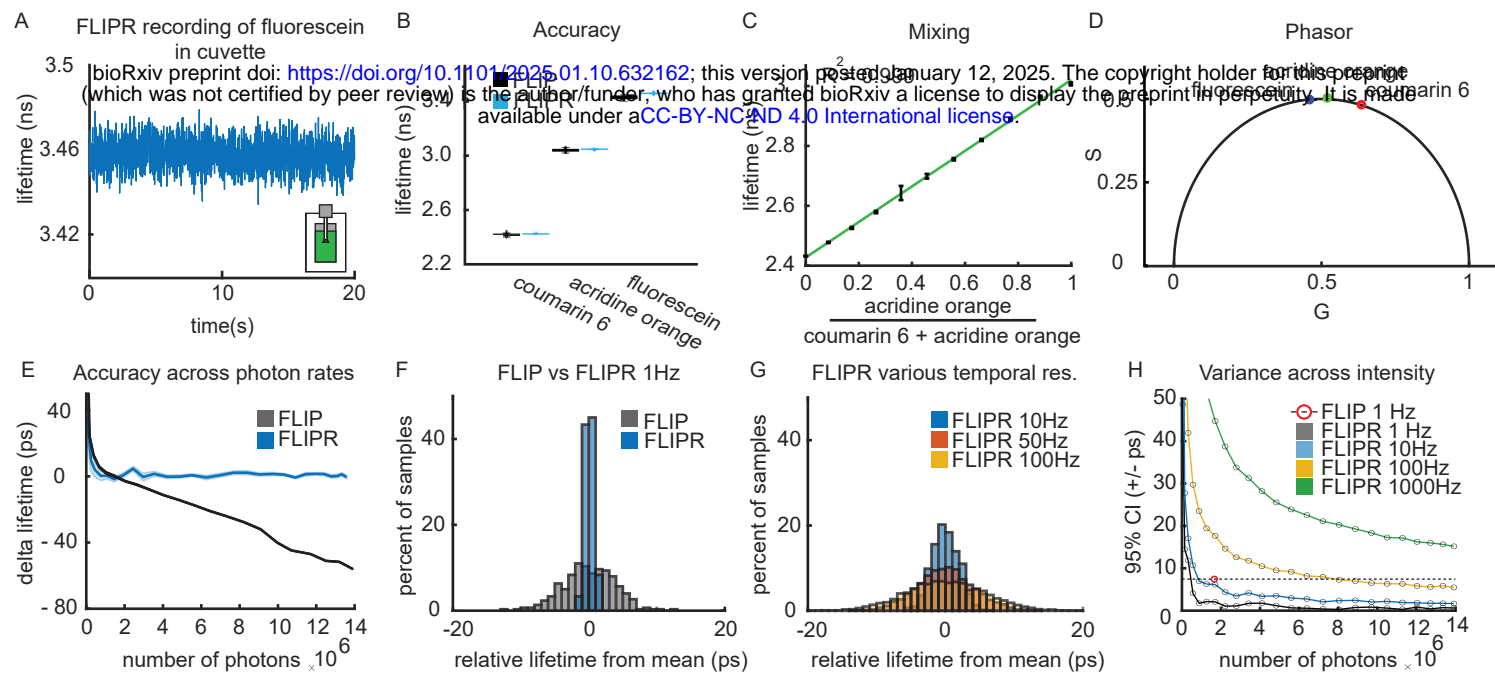 bioRxiv preprint doi: https://doi.org/10.1101/2025.01.10.632162; this version posted January 12, 2025. The copyright holder for this preprint
(which was not certified by peer review) is the author/funder, who has granted bioRxiv a license to display the preprint in perpetuity. It is made
available under aCC-BY-NC-ND 4.0 International license.
A
FLIPR recording of fluorescein
in cuvette
lifetime (ns)
3.5
3.46
3.42
0
10
20
time(s)
B
Accuracy
FLIP
FLIPR
lifetime (ns)
3.4
3.0
2.6
2.2
coumarin 6
acridine orange
fluorescein
C
Mixing
lifetime (ns)
3
2.8
2.6
2.4
0
0.2
0.4
0.6
0.8
1
acridine orange
coumarin 6 + acridine orange
D
Phasor
acridine orange
fluorescein
coumarin 6
S
0.5
0.25
0
0
0.5
1
G
E
Accuracy across photon rates
FLIP
FLIPR
delta lifetime (ps)
40
0
- 40
- 80
0
2
4
6
8
10
12
14
number of photons ×10^6
F
FLIP vs FLIPR 1Hz
FLIP
FLIPR
percent of samples
40
20
0
-20
0
20
relative lifetime from mean (ps)
G
FLIPR various temporal res.
FLIPR 10Hz
FLIPR 50Hz
FLIPR 100Hz
percent of samples
40
20
0
-20
0
20
relative lifetime from mean (ps)
H
Variance across intensity
FLIP 1 Hz
FLIPR 1 Hz
FLIPR 10Hz
FLIPR 100Hz
FLIPR 1000Hz
95% CI (+/- ps)
50
40
30
20
10
0
0
2
4
6
8
10
12
14
number of photons ×10^6